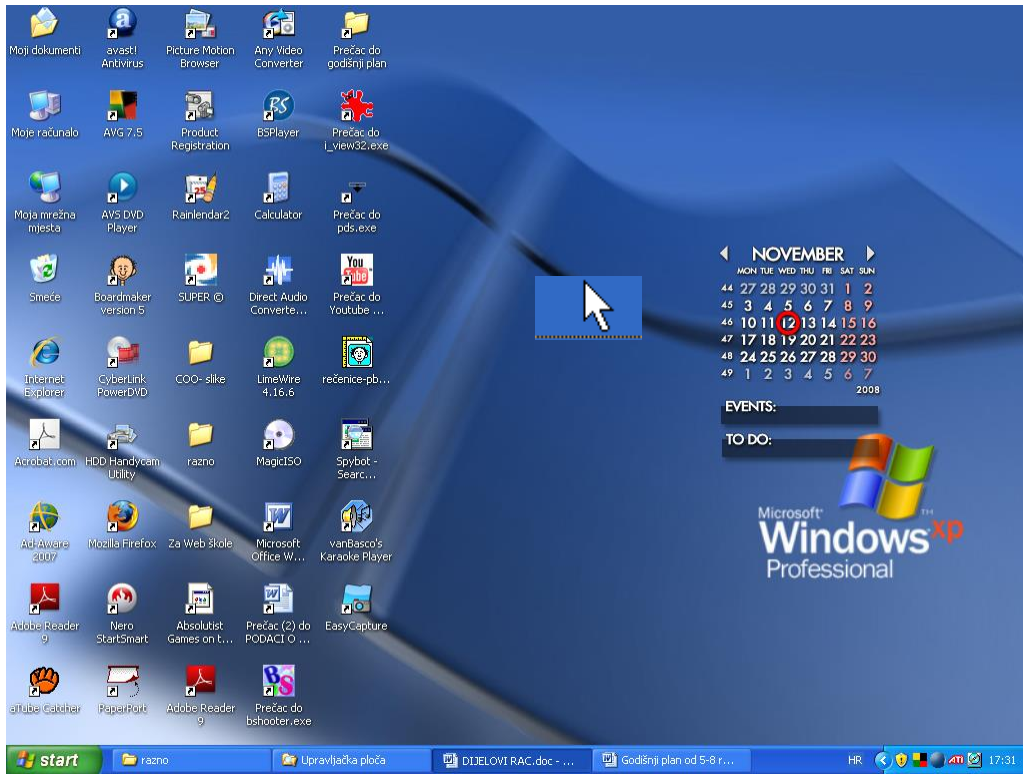 Moji dokumenti
avast!
Antivirus
Picture Motion
Browser
Any Video
Converter
Prečac do
godišnji plan
Moje računalo
AVG 7.5
Product
Registration
BSPlayer
Prečac do
i_view32.exe
Moja mrežna
mjesta
AVS DVD
Player
Rainlendar2
Calculator
Prečac do
pds.exe
Smeće
Boardmaker
version 5
SUPER ©
Direct Audio
Converte...
Prečac do
Youtube ...
Internet
Explorer
CyberLink
PowerDVD
COO- slike
LimeWire
4.16.6
rečenice-pb...
Acrobat.com
HDD Handycam
Utility
razno
MagicISO
Spybot -
Searc...
Ad-Aware
2007
Mozilla Firefox
Za Web škole
Microsoft
Office W...
vanBasco's
Karaoke Player
Adobe Reader
9
Nero
StartSmart
Absolutist
Games on t...
Prečac (2) do
PODACI O ...
EasyCapture
aTube Catcher
PaperPort
Adobe Reader
9
Prečac do
bshooter.exe
NOVEMBER
MON TUE WED THU FRI SAT SUN
44 27 28 29 30 31 1 2
45 3 4 5 6 7 8 9
46 10 11 12 13 14 15 16
47 17 18 19 20 21 22 23
48 24 25 26 27 28 29 30
49 1 2 3 4 5 6 7
2008
EVENTS:
TO DO:
Microsoft
Windows xp
Professional
start
razno
Upravljačka ploča
DIJELOVI RAC.doc - ...
Godišnji plan od 5-8 r...
HR
ATI
17:31